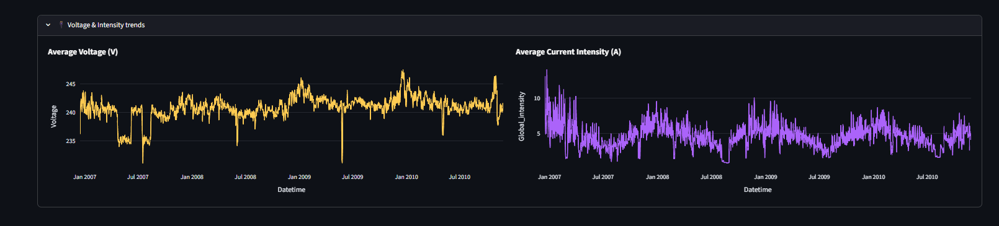 Voltage & Intensity trends
Average Voltage (V)
245
240
235
Voltage
Jan 2007 Jul 2007 Jan 2008 Jul 2008 Jan 2009 Jul 2009 Jan 2010 Jul 2010
Datetime
Average Current Intensity (A)
10
5
Global_intensity
Jan 2007 Jul 2007 Jan 2008 Jul 2008 Jan 2009 Jul 2009 Jan 2010 Jul 2010
Datetime